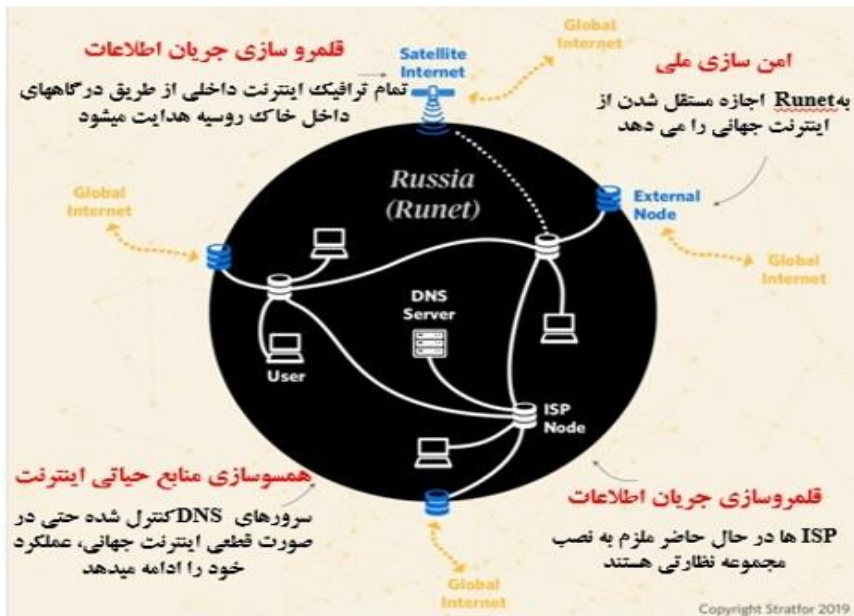 قلمرو سازی جریان اطلاعات
تمام ترافیک اینترنت داخلی از طریق درگاههای
داخل خاک روسیه هدایت میشود
Satellite
Internet
Global
Internet
امن سازی ملی
به Runet اجازه مستقل شدن از
اینترنت جهانی را می دهد
Russia
(Runet)
External
Node
Global
Internet
Global
Internet
DNS
Server
User
ISP
Node
همسوسازی منابع حیاتی اینترنت
سرورهای DNS کنترل شده حتی در
صورت قطعی اینترنت جهانی، عملکرد
خود را ادامه میدهد
قلمروسازی جریان اطلاعات
ISP ها در حال حاضر ملزم به نصب
مجموعه نظارتی هستند
Global
Internet
Copyright Stratfor 2019